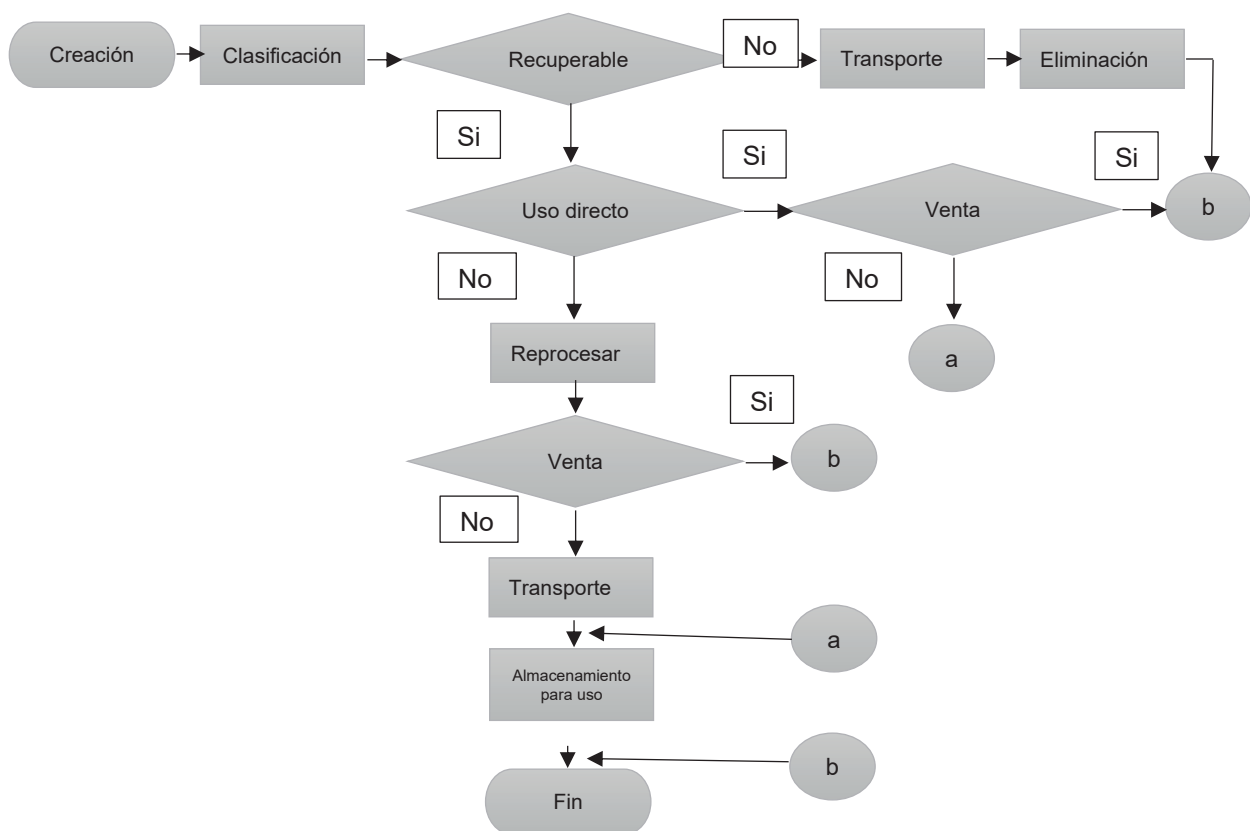 Creación
Clasificación
Recuperable
No
Transporte
Eliminación
Si
Si
Si
Uso directo
Venta
b
No
No
Reprocesar
a
Si
Venta
b
No
Transporte
a
Almacenamiento
para uso
b
Fin